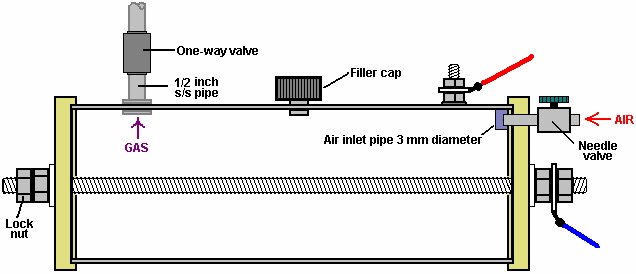 One-way valve
1/2 inch
s/s pipe
Filler cap
GAS
Air inlet pipe 3 mm diameter
AIR
Needle
valve
Lock
nut